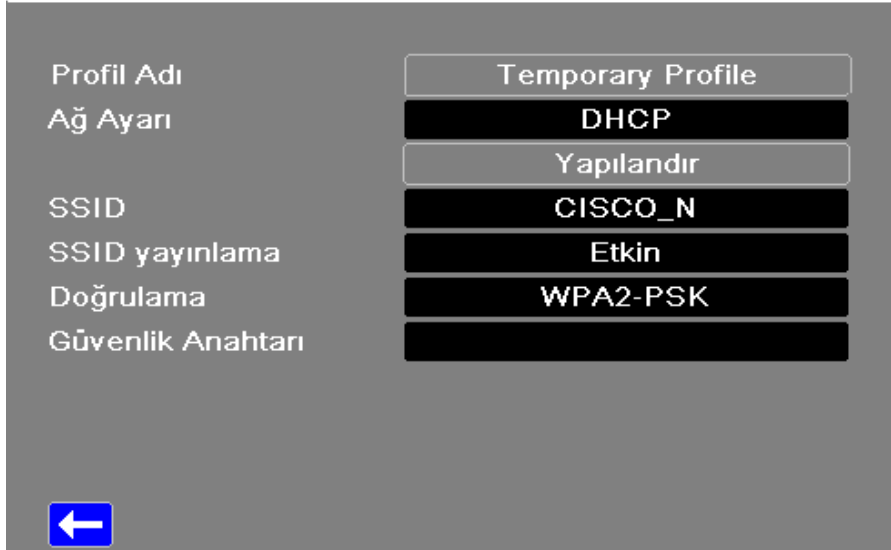 Profil Adı Temporary Profile
Ağ Ayarı DHCP
Yapılandır
SSID CISCO_N
SSID yayınlama Etkin
Doğrulama WPA2-PSK
Güvenlik Anahtarı